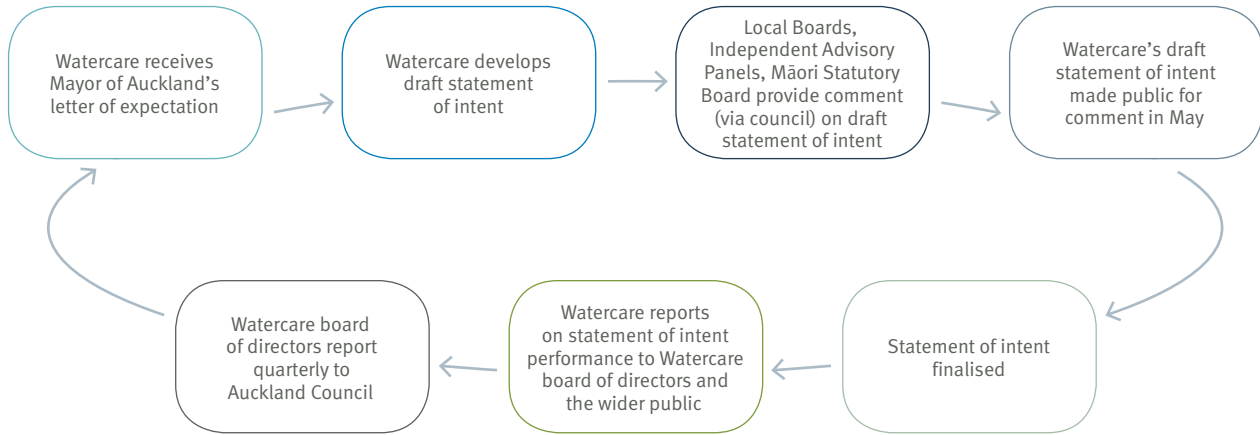 Watercare receives
Mayor of Auckland’s
letter of expectation
Watercare develops
draft statement
of intent
Local Boards,
Independent Advisory
Panels, Māori Statutory
Board provide comment
(via council) on draft
statement of intent
Watercare’s draft
statement of intent
made public for
comment in May
Statement of intent
finalised
Watercare reports
on statement of intent
performance to Watercare
board of directors and
the wider public
Watercare board
of directors report
quarterly to
Auckland Council